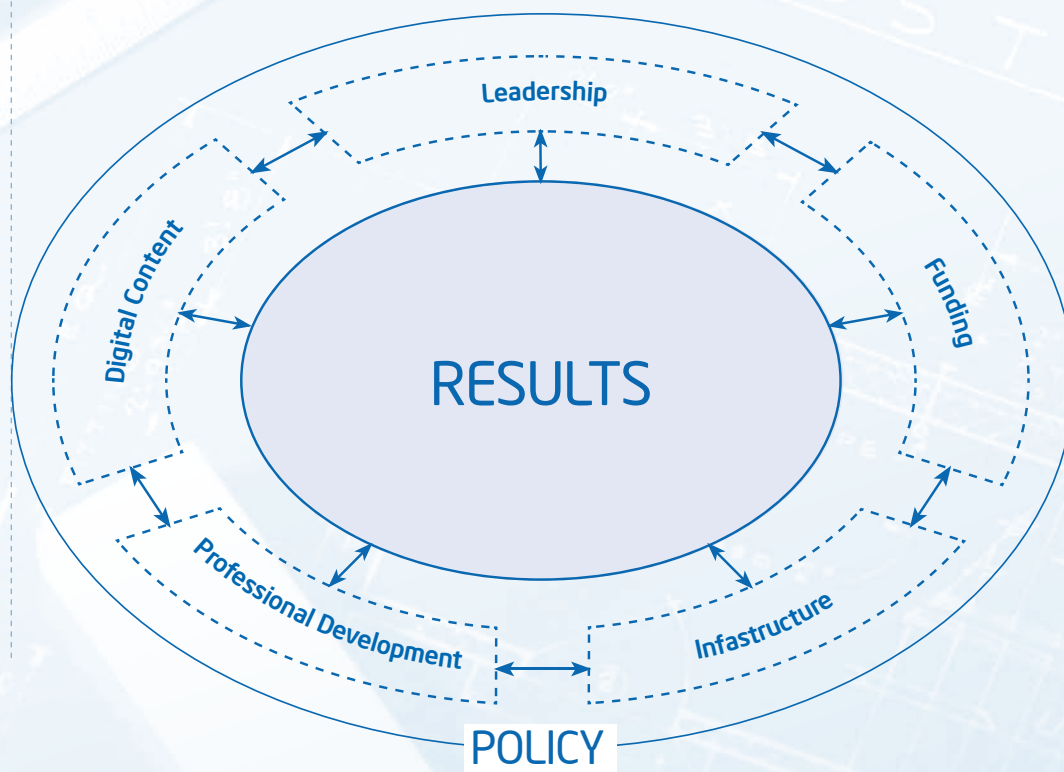 Leadership
Digital Content
Funding
RESULTS
Professional Development
Infastructure
POLICY